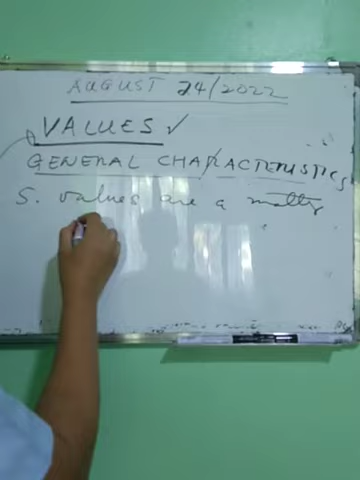 AUGUST 24/2022
VALUES ✓
GENERAL CHARACTERISTICS
5. values are a matter